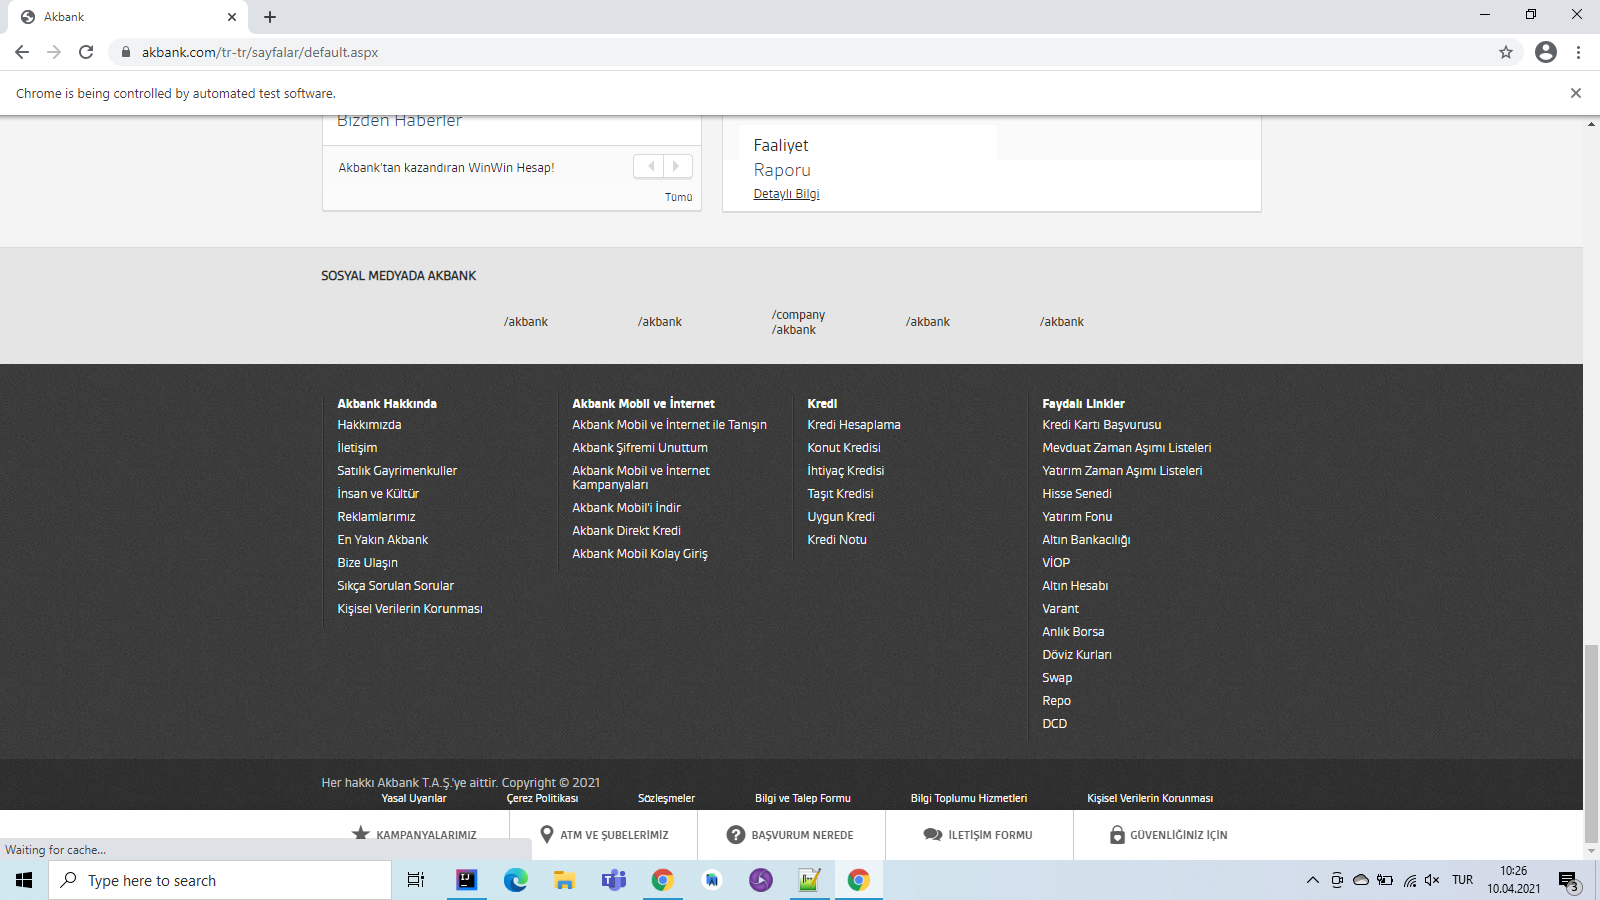 Akbank
akbank.com/tr-tr/sayfalar/default.aspx
Chrome is being controlled by automated test software.
Bizden Haberler
Akbank'tan kazandıran WinWin Hesap!
Tümü
Faaliyet
Raporu
Detaylı Bilgi
SOSYAL MEDYADA AKBANK
/akbank
/akbank
/company
/akbank
/akbank
/akbank
Akbank Hakkında
Hakkımızda
İletişim
Satılık Gayrimenkuller
İnsan ve Kültür
Reklamlarımız
En Yakın Akbank
Bize Ulaşın
Sıkça Sorulan Sorular
Kişisel Verilerin Korunması
Akbank Mobil ve İnternet
Akbank Mobil ve İnternet ile Tanışın
Akbank Şifremi Unuttum
Akbank Mobil ve İnternet
Kampanyaları
Akbank Mobil'i İndir
Akbank Direkt Kredi
Akbank Mobil Kolay Giriş
Kredi
Kredi Hesaplama
Konut Kredisi
İhtiyaç Kredisi
Taşıt Kredisi
Uygun Kredi
Kredi Notu
Faydalı Linkler
Kredi Kartı Başvurusu
Mevduat Zaman Aşımı Listeleri
Yatırım Zaman Aşımı Listeleri
Hisse Senedi
Yatırım Fonu
Altın Bankacılığı
VİOP
Altın Hesabı
Varant
Anlık Borsa
Döviz Kurları
Swap
Repo
DCD
Her hakkı Akbank T.A.Ş.'ye aittir. Copyright © 2021
Yasal Uyarılar
Çerez Politikası
Sözleşmeler
Bilgi ve Talep Formu
Bilgi Toplumu Hizmetleri
Kişisel Verilerin Korunması
KAMPANYALARIMIZ
ATM VE ŞUBELERİMİZ
BAŞVURUM NEREDE
İLETİŞİM FORMU
GÜVENLİĞİNİZ İÇİN
Waiting for cache...
Type here to search
TUR
10:26
10.04.2021
3